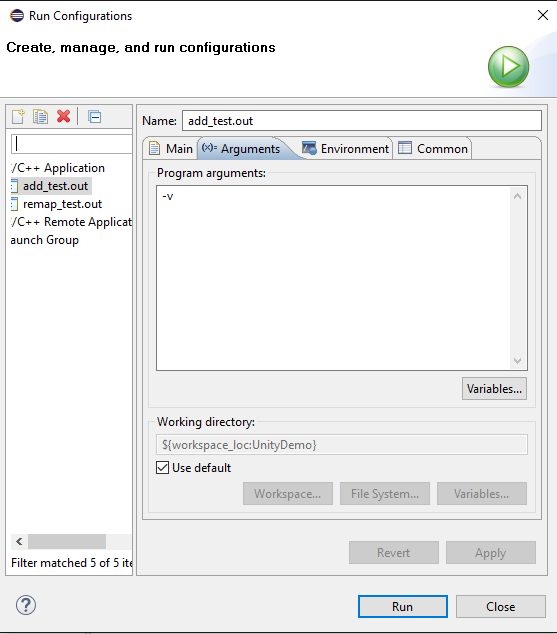 Run Configurations
Create, manage, and run configurations
Name: add_test.out
Main (x)= Arguments Environment Common
/C++ Application
add_test.out
remap_test.out
/C++ Remote Applicat
aunch Group
Program arguments:
-v
Variables...
Working directory:
${workspace_loc:UnityDemo}
Use default
Workspace... File System... Variables...
Filter matched 5 of 5 ite
Revert Apply
? Run Close